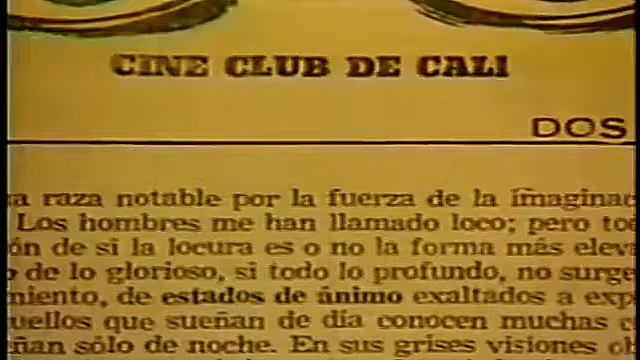 CINE CLUB DE CALI
DOS
a raza notable por la fuerza de la imaginac
Los hombres me han llamado loco; pero to
ón de si la locura es o no la forma más elev
o de lo glorioso, si todo lo profundo, no surge
miento, de estados de ánimo exaltados a exp
uellos que sueñan de día conocen muchas c
ñan sólo de noche. En sus grises visiones ob